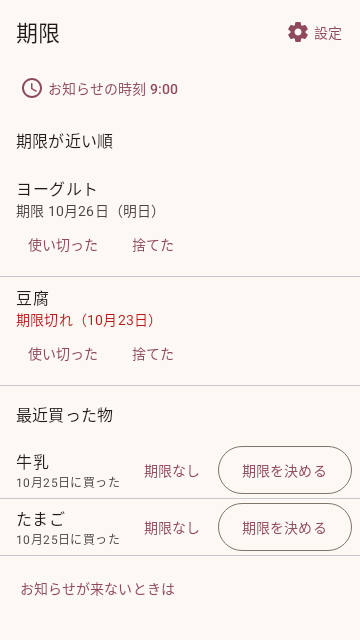 期限
設定
お知らせの時刻 9:00
期限が近い順
ヨーグルト
期限 10月26日（明日）
使い切った 捨てた
豆腐
期限切れ（10月23日）
使い切った 捨てた
最近買った物
牛乳
10月25日に買った
期限なし
期限を決める
たまご
10月25日に買った
期限なし
期限を決める
お知らせが来ないときは